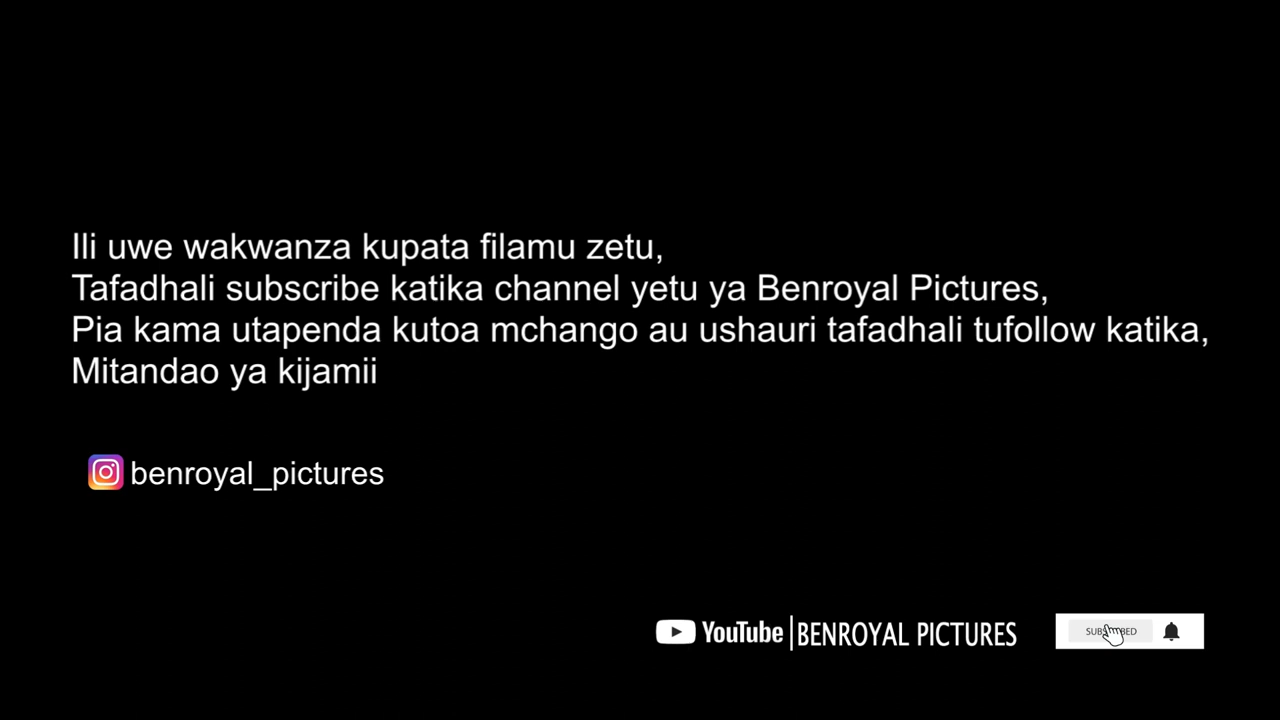 Ili uwe wakwanza kupata filamu zetu,
Tafadhali subscribe katika channel yetu ya Benroyal Pictures,
Pia kama utapenda kutoa mchango au ushauri tafadhali tufollow katika,
Mitandao ya kijamii
benroyal_pictures
YouTube | BENROYAL PICTURES
SUBSCRIBED